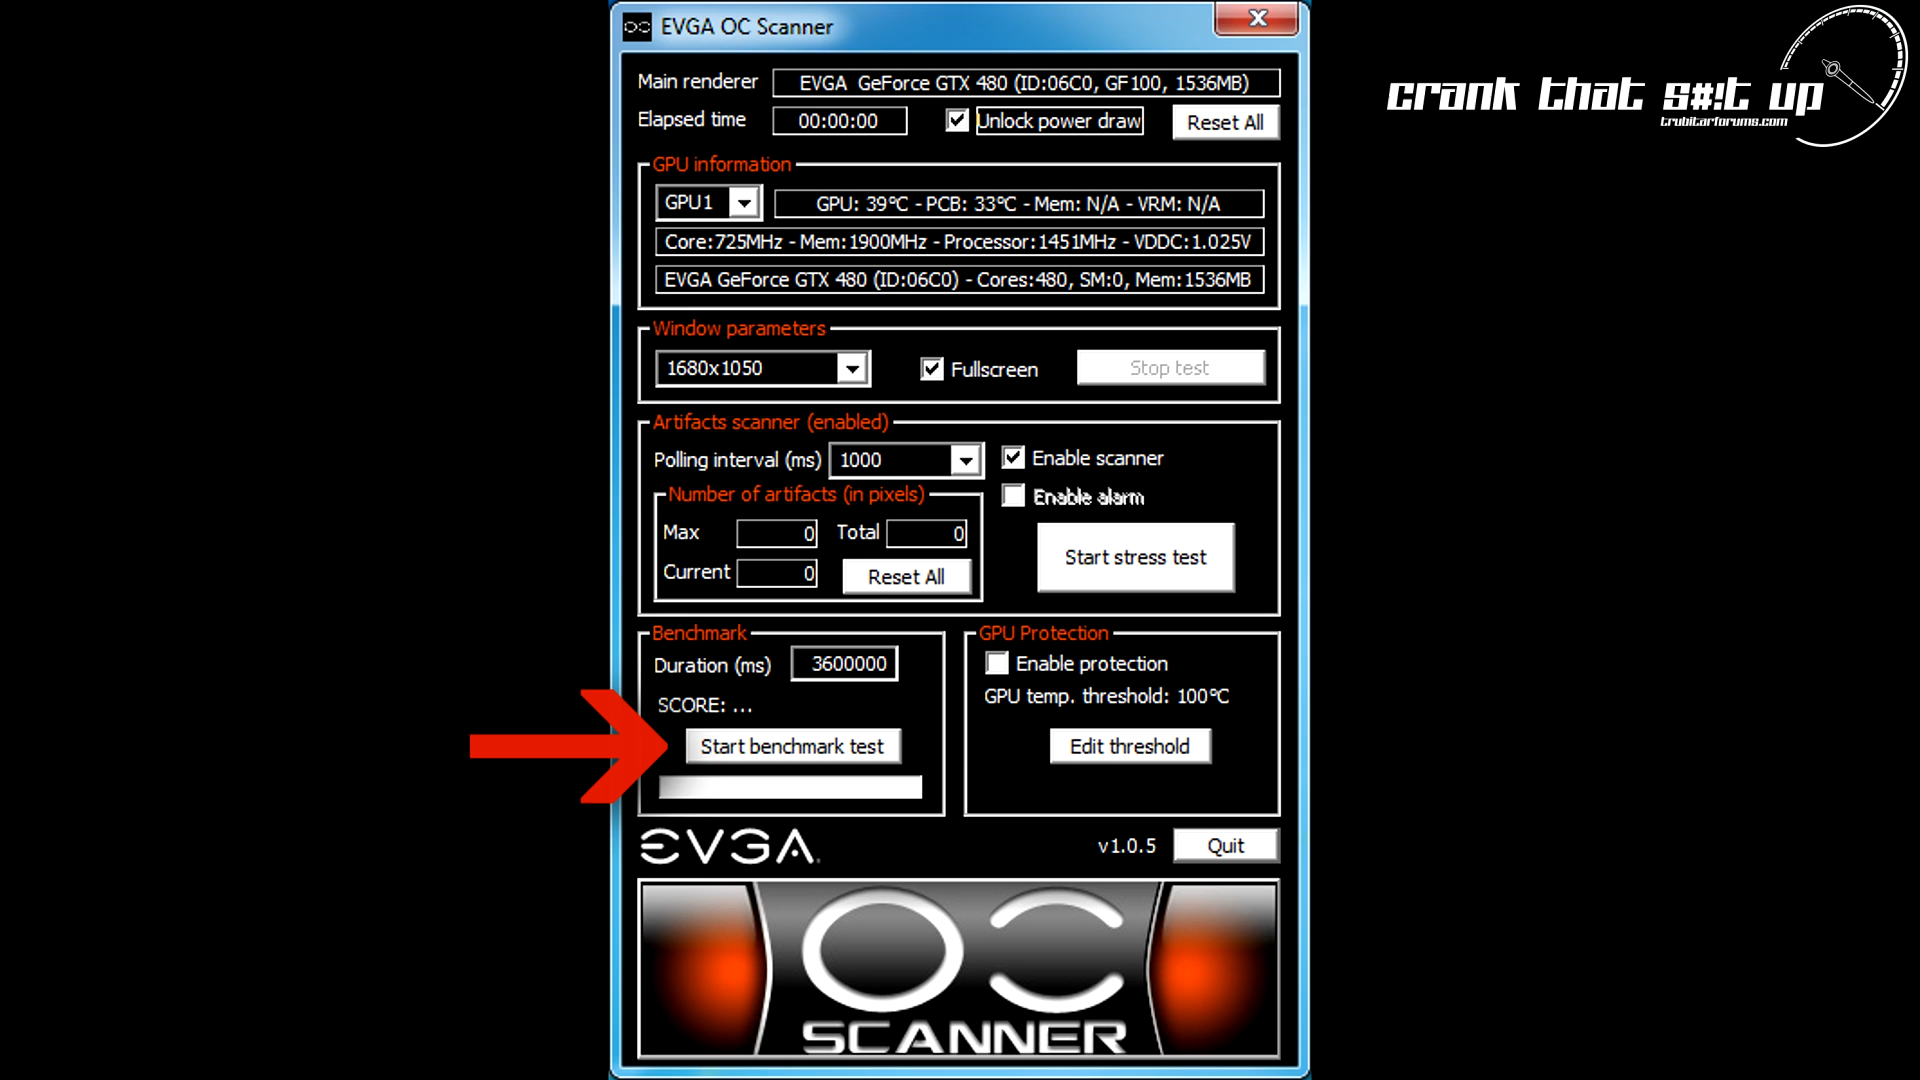 EVGA OC Scanner
crank that s#!t up
trubitarforums.com
Main renderer EVGA GeForce GTX 480 (ID:06C0, GF100, 1536MB)
Elapsed time 00:00:00 Unlock power draw Reset All
GPU information
GPU1 GPU: 39°C - PCB: 33°C - Mem: N/A - VRM: N/A
Core:725MHz - Mem:1900MHz - Processor:1451MHz - VDDC:1.025V
EVGA GeForce GTX 480 (ID:06C0) - Cores:480, SM:0, Mem:1536MB
Window parameters
1680x1050 Fullscreen Stop test
Artifacts scanner (enabled)
Polling interval (ms) 1000 Enable scanner
Number of artifacts (in pixels) Enable alarm
Max 0 Total 0
Current 0 Reset All
Start stress test
Benchmark
Duration (ms) 3600000
SCORE: ...
Start benchmark test
GPU Protection
Enable protection
GPU temp. threshold: 100°C
Edit threshold
EVGA v1.0.5 Quit
OC
SCANNER